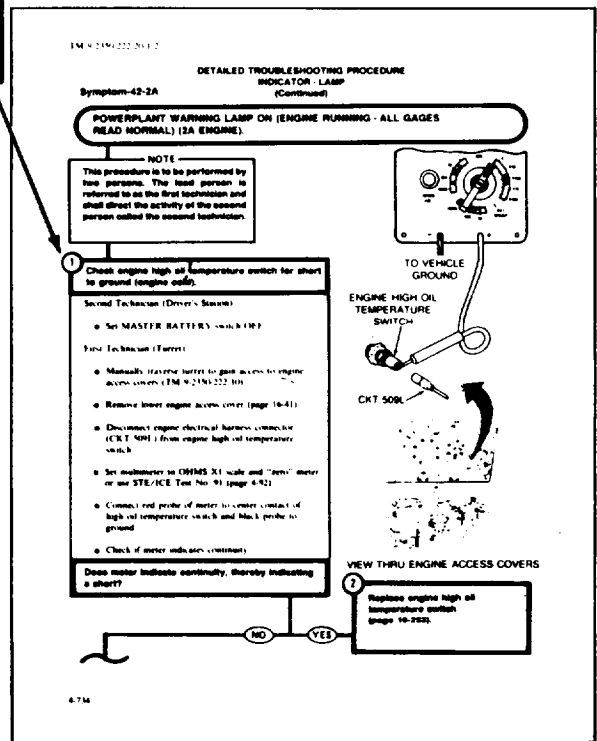 TM 9-2350-222-20-1-2
DETAILED TROUBLESHOOTING PROCEDURE
INDICATOR - LAMP
Symptom-42-2A
(Continued)
POWERPLANT WARNING LAMP ON (ENGINE RUNNING - ALL GAGES
READ NORMAL) (2A ENGINE).
NOTE
This procedure is to be performed by
two persons. The lead person is
referred to as the first technician and
shall direct the activity of the second
person called the second technician.
1
Check engine high oil temperature switch for short
to ground (engine cold).
Second Technician (Driver's Station)
o Set MASTER BATTERY switch OFF
First Technician (Turret)
o Manually traverse turret to gain access to engine
access covers (TM 9-2350-222-10)
o Remove lower engine access cover (page 16-41)
o Disconnect engine electrical harness connector
(CKT 509L) from engine high oil temperature
switch
o Set multimeter to OHMS X1 scale and "zero" meter
or use STE/ICE Test No. 91 (page 4-92)
o Connect red probe of meter to center contact of
high oil temperature switch and black probe to
ground
o Check if meter indicates continuity
Does meter indicate continuity, thereby indicating
a short?
TO VEHICLE
GROUND
ENGINE HIGH OIL
TEMPERATURE
SWITCH
CKT 509L
VIEW THRU ENGINE ACCESS COVERS
2
Replace engine high oil
temperature switch
NO
YES
4-734